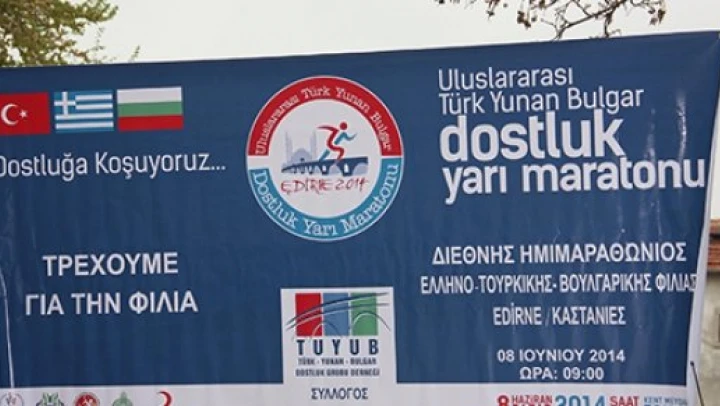 Dostluğa Koşuyoruz...
Uluslararası Türk Yunan Bulgar
EDİRNE 2014
Dostluk Yarı Maratonu
Uluslararası
Türk Yunan Bulgar
dostluk
yarı maratonu
ΤΡΕΧΟΥΜΕ
ΓΙΑ ΤΗΝ ΦΙΛΙΑ
ΔΙΕΘΝΗΣ ΗΜΙΜΑΡΑΘΩΝΙΟΣ
ΕΛΛΗΝΟ-ΤΟΥΡΚΙΚΗΣ- ΒΟΥΛΓΑΡΙΚΗΣ ΦΙΛΙΑΣ
EDİRNE / ΚΑΣΤΑΝΙΕΣ
08 ΙΟΥΝΙΟΥ 2014
ΩΡΑ: 09:00
TUYUB
TÜRK - YUNAN - BULGAR
DOSTLUK GRUBU DERNEĞİ
ΣΥΛΛΟΓΟΣ
8 HAZİRAN 2014 SAAT KENT